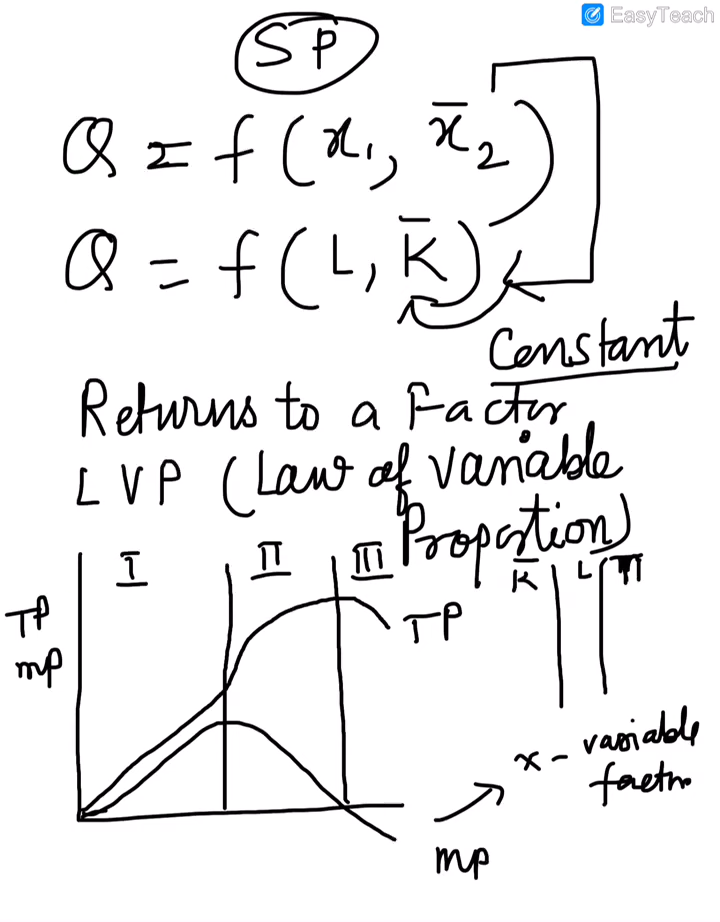 EasyTeach
SP
Q = f(x₁, x̄₂)
Q = f(L, K̄)
Constant
Returns to a Factor
LVP (Law of variable
Proportion)
I II III
K̄ L TP
TP
mp
TP
x - variable
factor
mp